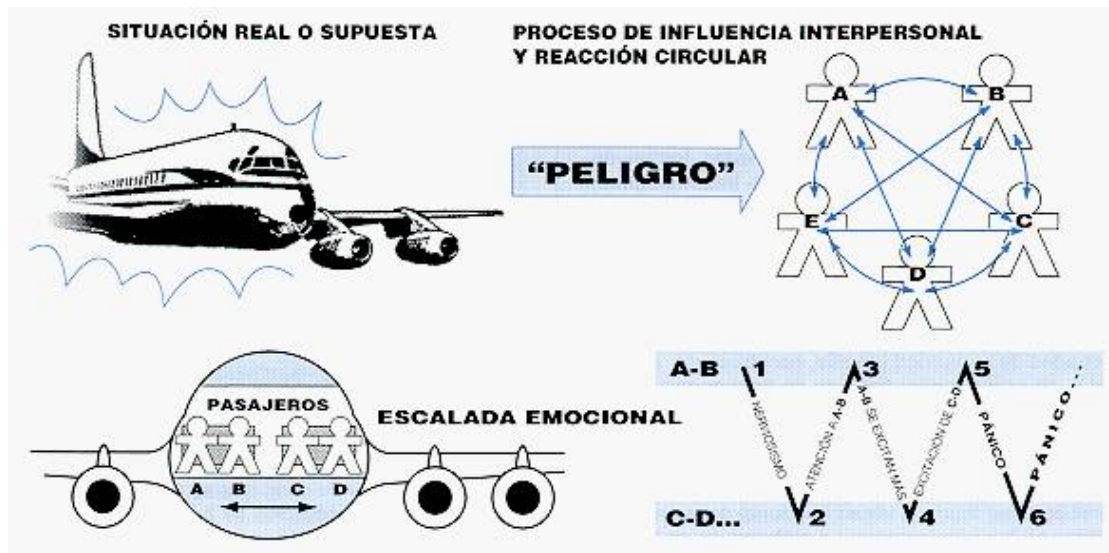 SITUACIÓN REAL O SUPUESTA
PROCESO DE INFLUENCIA INTERPERSONAL
Y REACCIÓN CIRCULAR
"PELIGRO"
A
B
E
C
D
PASAJEROS
A B C D
ESCALADA EMOCIONAL
A-B 1 3 5
NERVIOSISMO
ATENCIÓN A A-B
A-B SE EXCITAN MÁS
EXCITACIÓN DE C-D
PÁNICO
PÁNICO
C-D... 2 4 6